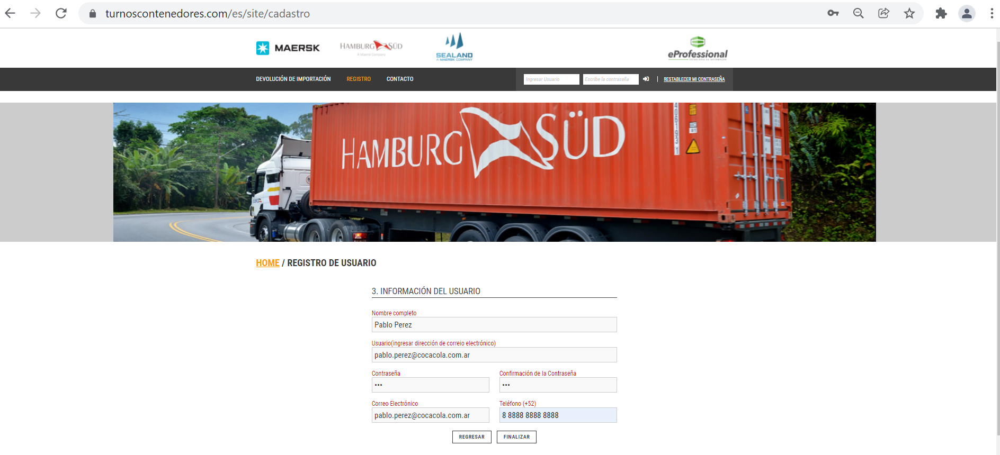 turnoscontenedores.com/es/site/cadastro
MAERSK
HAMBURG SÜD
A Maersk Company
SEALAND
A MAERSK COMPANY
eProfessional
TECNOLOGIA DA INFORMAÇÃO
DEVOLUCIÓN DE IMPORTACIÓN
REGISTRO
CONTACTO
Ingresar Usuario
Escribe la contraseña
|
RESTABLECER MI CONTRASEÑA
HAMBURG SÜD
HOME / REGISTRO DE USUARIO
3. INFORMACIÓN DEL USUARIO
Nombre completo
Pablo Perez
Usuario(ingresar dirección de correio electrónico)
pablo.perez@cocacola.com.ar
Contraseña
Confirmación de la Contraseña
•••
•••
Correo Electrónico
Teléfono (+52)
pablo.perez@cocacola.com.ar
8 8888 8888 8888
REGRESAR
FINALIZAR